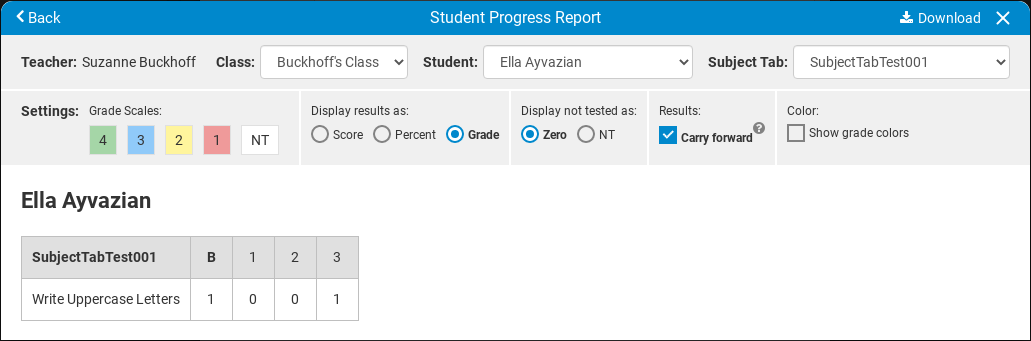 Back Student Progress Report Download
Teacher: Suzanne Buckhoff Class: Buckhoff's Class Student: Ella Ayvazian Subject Tab: SubjectTabTest001
Settings: Grade Scales: Display results as: Display not tested as: Results: Color:
4 3 2 1 NT Score Percent Grade Zero NT Carry forward ? Show grade colors
Ella Ayvazian
SubjectTabTest001 B 1 2 3
Write Uppercase Letters 1 0 0 1